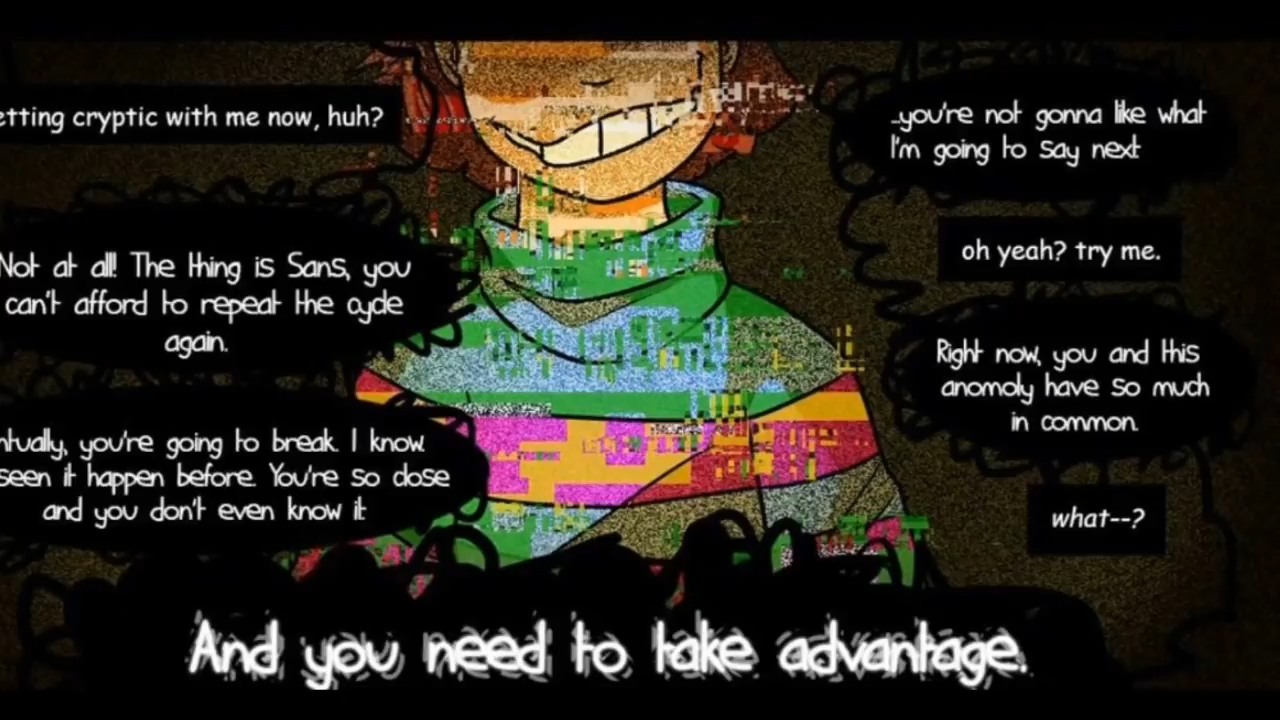 etting cryptic with me now, huh?
Not at all! The thing is Sans, you
can't afford to repeat the cycle
again.
ntually, you're going to break. I know.
seen it happen before. You're so close
and you don't even know it
...you're not gonna like what
I'm going to say next
oh yeah? try me.
Right now, you and this
anomoly have so much
in common.
what--?
And you need to take advantage.